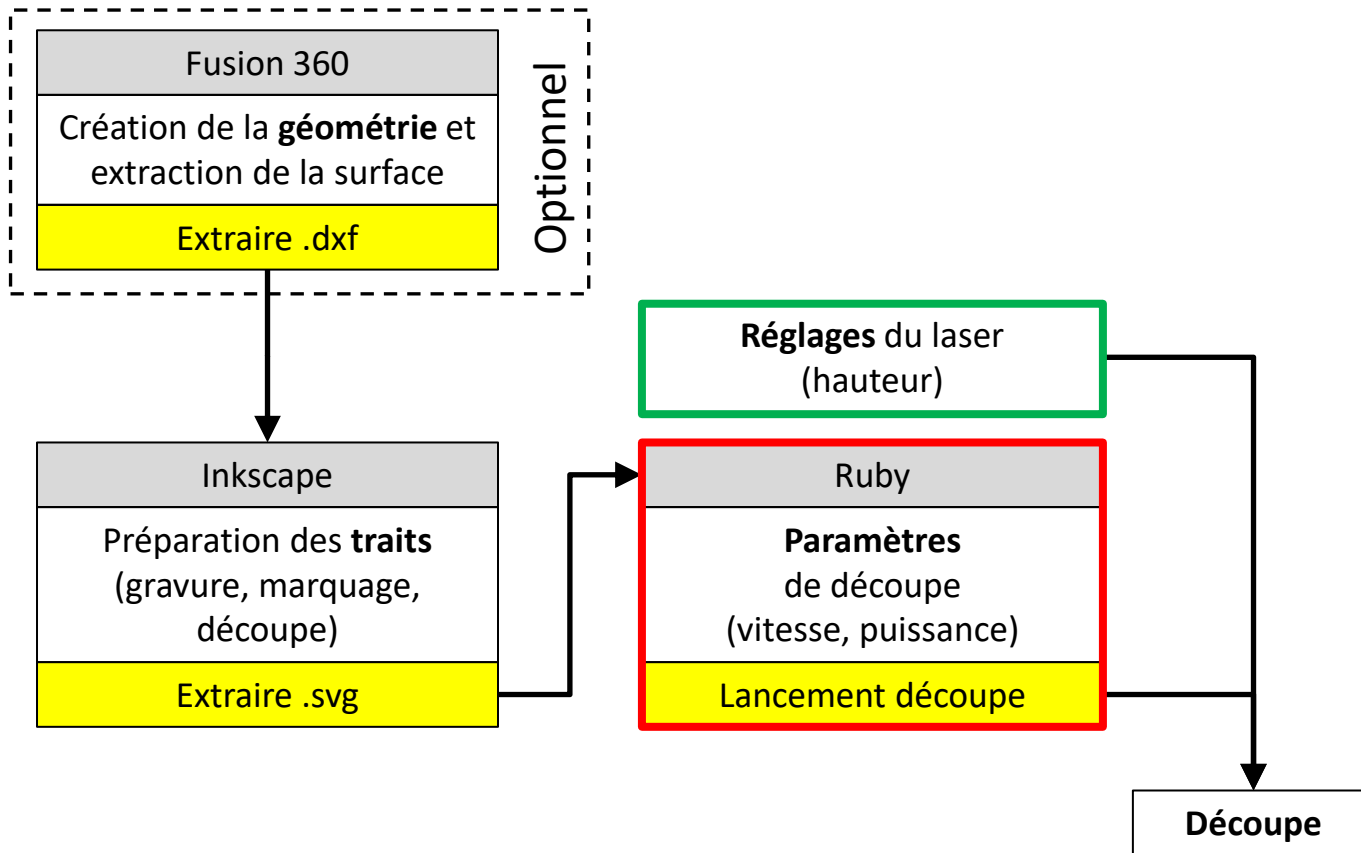 Fusion 360
Création de la géométrie et
extraction de la surface
Extraire .dxf
Optionnel
Réglages du laser
(hauteur)
Inkscape
Préparation des traits
(gravure, marquage,
découpe)
Extraire .svg
Ruby
Paramètres
de découpe
(vitesse, puissance)
Lancement découpe
Découpe